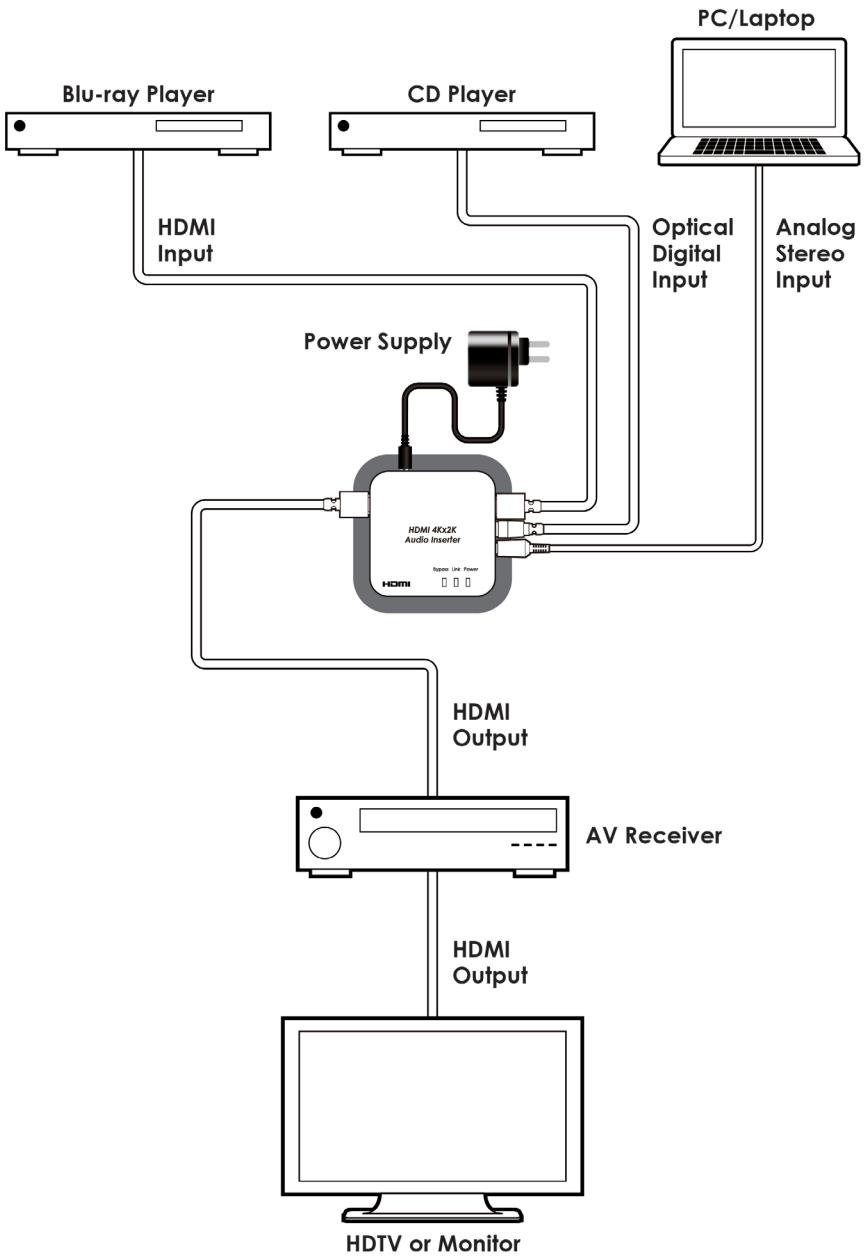 PC/Laptop
Blu-ray Player
CD Player
HDMI
Input
Optical
Digital
Input
Analog
Stereo
Input
Power Supply
HDMI 4Kx2K
Audio Inserter
Bypass Link Power
HDMI
HDMI
Output
AV Receiver
HDMI
Output
HDTV or Monitor